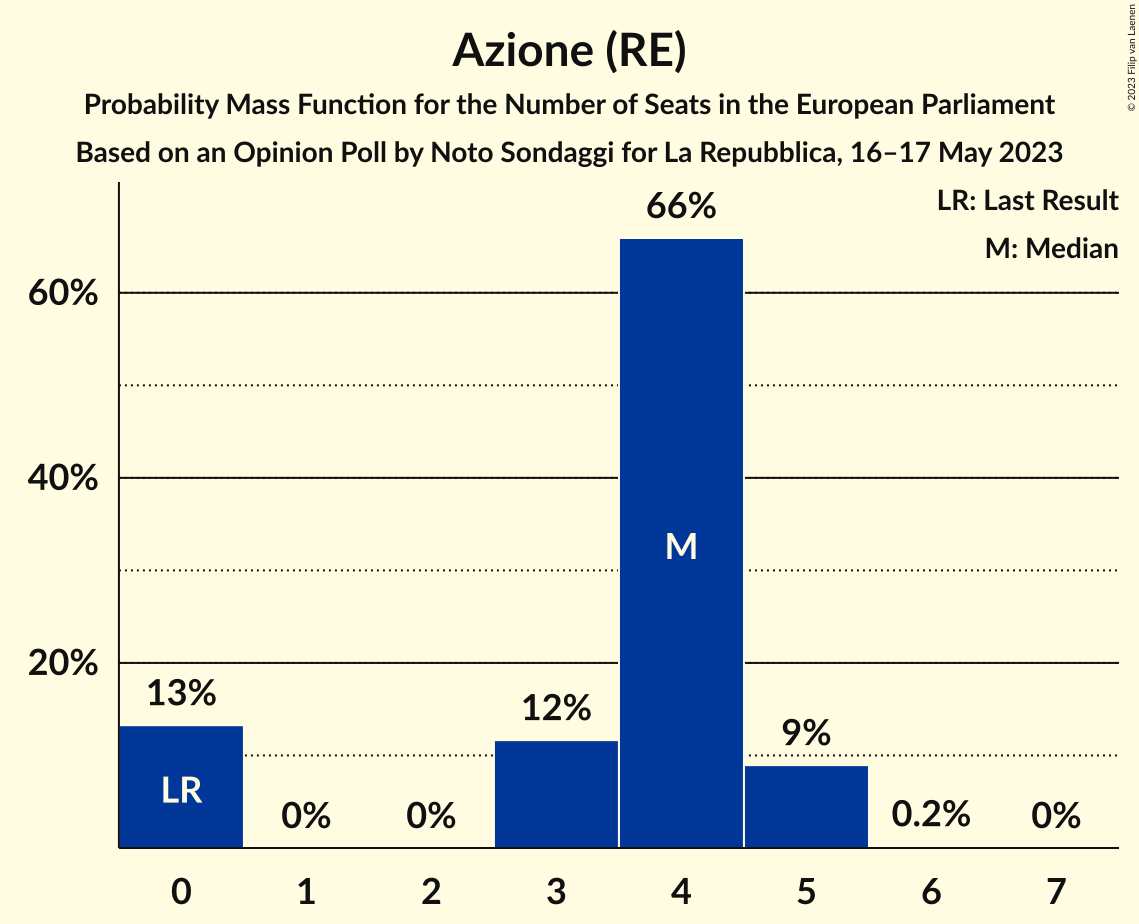 Azione (RE)
Probability Mass Function for the Number of Seats in the European Parliament
Based on an Opinion Poll by Noto Sondaggi for La Repubblica, 16–17 May 2023
© 2023 Filip van Laenen
LR: Last Result
M: Median
66%
60%
40%
M
20%
13%
12%
9%
LR
0%
0%
0.2%
0%
0 1 2 3 4 5 6 7